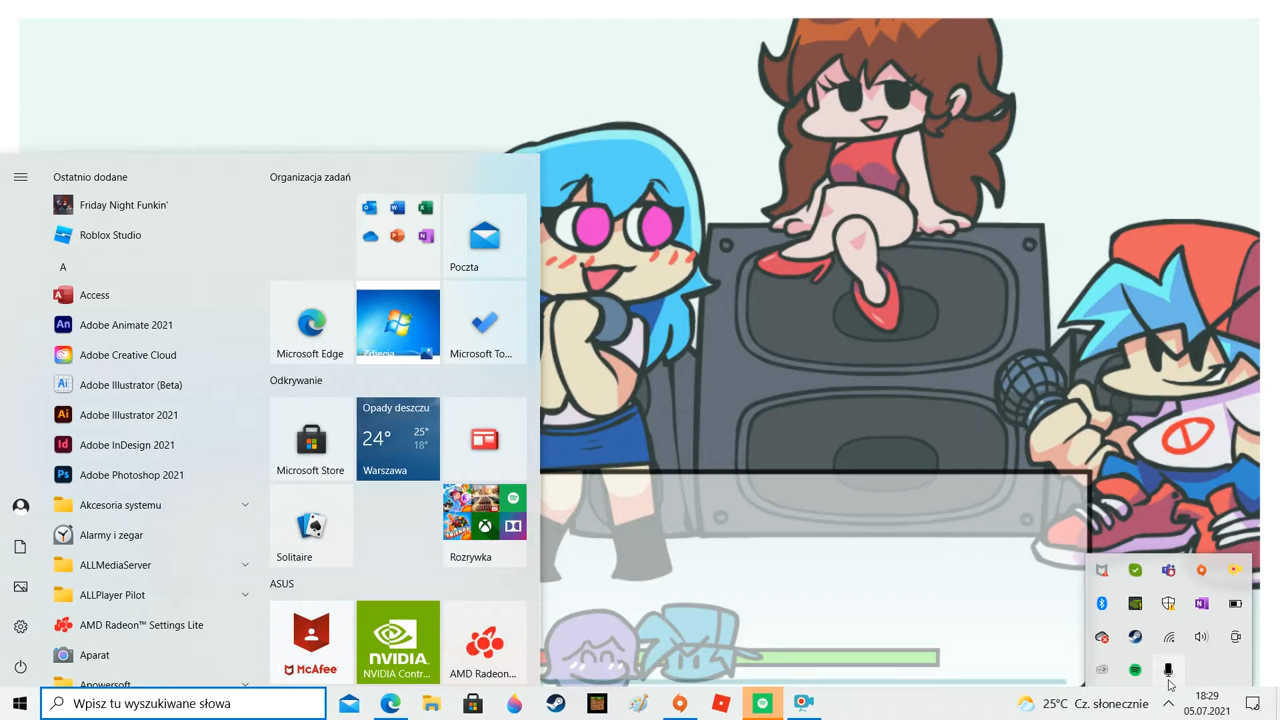 Ostatnio dodane
Friday Night Funkin'
Roblox Studio
A
Access
Adobe Animate 2021
Adobe Creative Cloud
Adobe Illustrator (Beta)
Adobe Illustrator 2021
Adobe InDesign 2021
Adobe Photoshop 2021
Akcesoria systemu
Alarmy i zegar
ALLMediaServer
ALLPlayer Pilot
AMD Radeon™ Settings Lite
Aparat
Apowersoft
Organizacja zadań
Poczta
Microsoft Edge
Zdjęcia
Microsoft To...
Odkrywanie
Microsoft Store
Opady deszczu
24°
25°
18°
Warszawa
Solitaire
Rozrywka
ASUS
McAfee
NVIDIA.
NVIDIA Contr...
AMD Radeon...
Wpisz tu wyszukiwane słowa
25°C Cz. słonecznie
18:29
05.07.2021